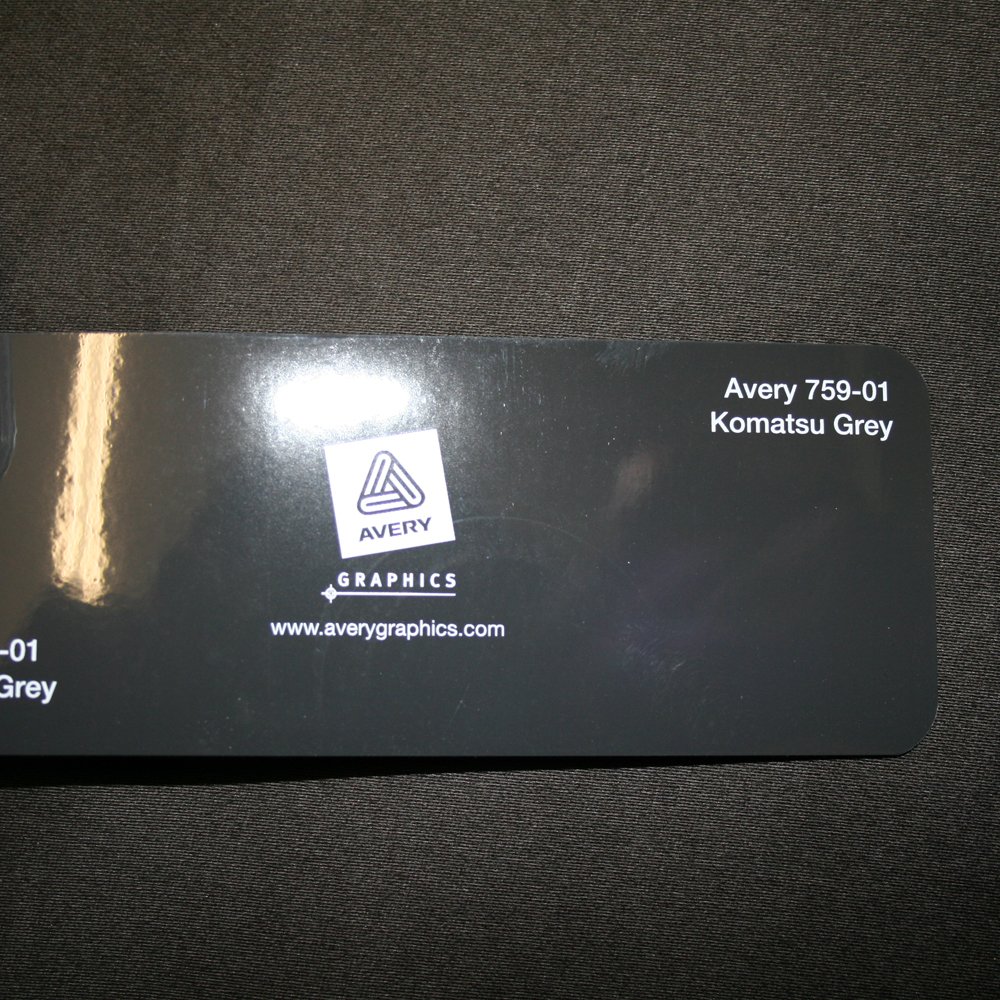 Avery 759-01
Komatsu Grey
AVERY
GRAPHICS
www.averygraphics.com
-01
Grey